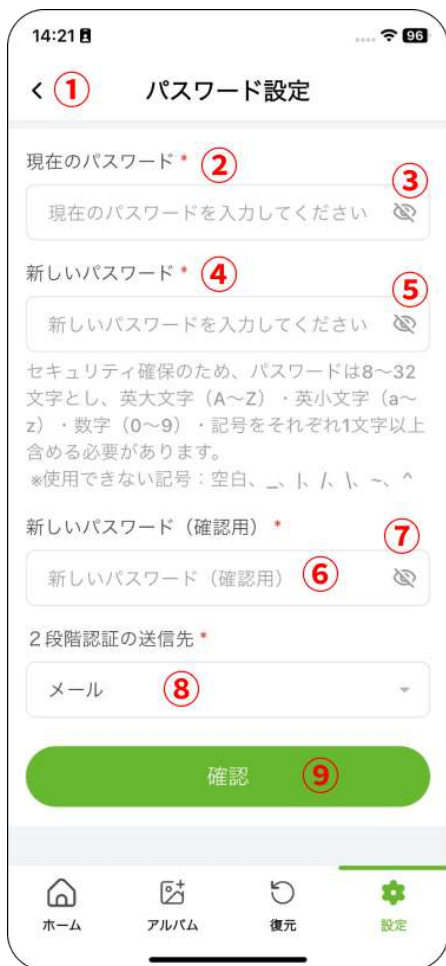 14:21
96
① パスワード設定
現在のパスワード * ②
③
現在のパスワードを入力してください
新しいパスワード * ④
⑤
新しいパスワードを入力してください
セキュリティ確保のため、パスワードは8〜32
文字とし、英大文字（A〜Z）・英小文字（a〜
z）・数字（0〜9）・記号をそれぞれ1文字以上
含める必要があります。
※使用できない記号：空白、_、|、/、\、~、^
新しいパスワード（確認用） *
⑦
新しいパスワード（確認用） ⑥
２段階認証の送信先 *
メール ⑧
確認 ⑨
ホーム アルバム 復元 設定